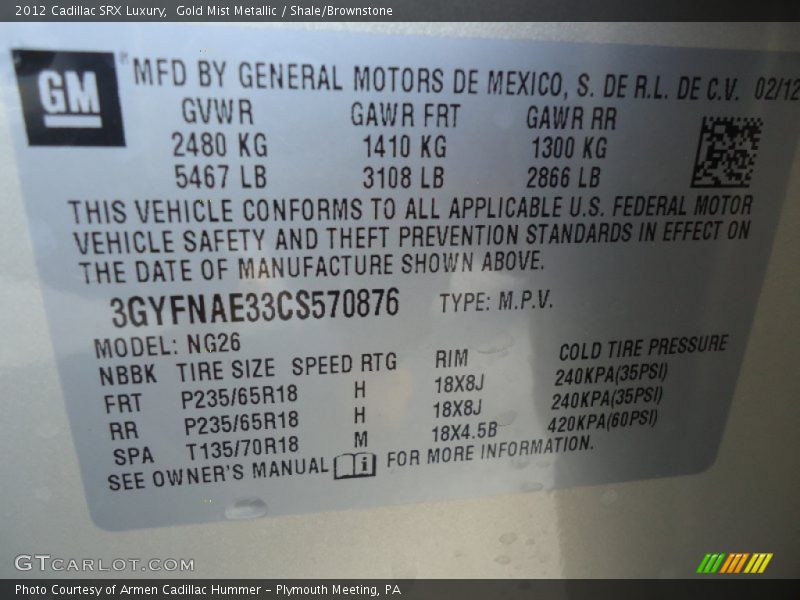 2012 Cadillac SRX Luxury,  Gold Mist Metallic / Shale/Brownstone
GM
MFD BY GENERAL MOTORS DE MEXICO, S. DE R.L. DE C.V. 02/12
GVWR GAWR FRT GAWR RR
2480 KG 1410 KG 1300 KG
5467 LB 3108 LB 2866 LB
THIS VEHICLE CONFORMS TO ALL APPLICABLE U.S. FEDERAL MOTOR
VEHICLE SAFETY AND THEFT PREVENTION STANDARDS IN EFFECT ON
THE DATE OF MANUFACTURE SHOWN ABOVE.
3GYFNAE33CS570876 TYPE: M.P.V.
MODEL: NG26
NBBK TIRE SIZE SPEED RTG RIM COLD TIRE PRESSURE
FRT P235/65R18 H 18X8J 240KPA(35PSI)
RR P235/65R18 H 18X8J 240KPA(35PSI)
SPA T135/70R18 M 18X4.5B 420KPA(60PSI)
SEE OWNER'S MANUAL i FOR MORE INFORMATION.
GTCARLOT.COM
Photo Courtesy of Armen Cadillac Hummer - Plymouth Meeting, PA